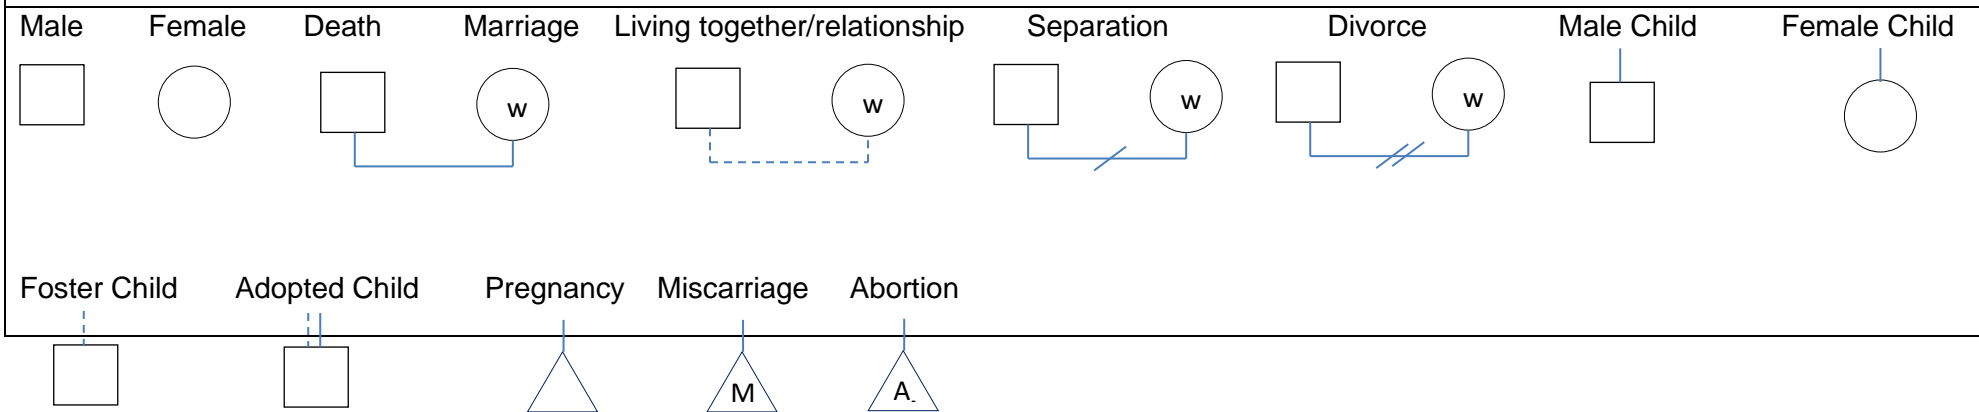 Male Female Death Marriage Living together/relationship Separation Divorce Male Child Female Child
w w w w
Foster Child Adopted Child Pregnancy Miscarriage Abortion
M A.